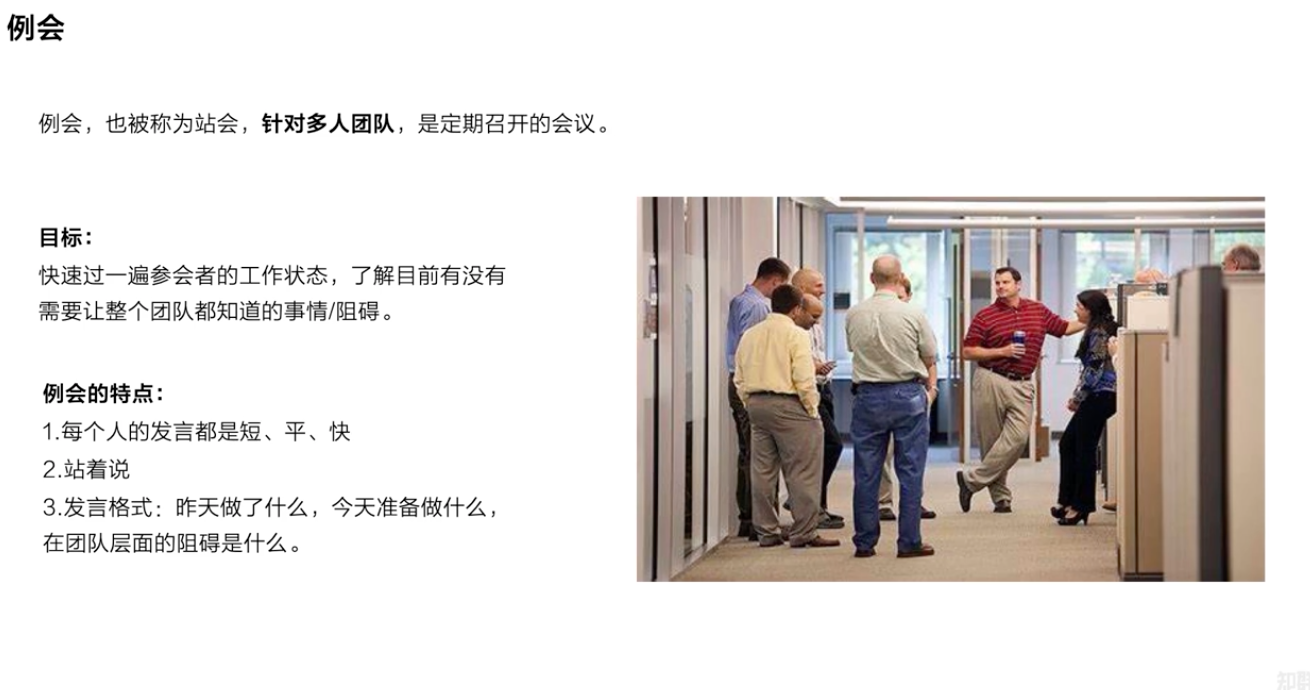 例会
例会，也被称为站会，针对多人团队，是定期召开的会议。
目标：
快速过一遍参会者的工作状态，了解目前有没有
需要让整个团队都知道的事情/阻碍。
例会的特点：
1.每个人的发言都是短、平、快
2.站着说
3.发言格式：昨天做了什么，今天准备做什么，
在团队层面的阻碍是什么。